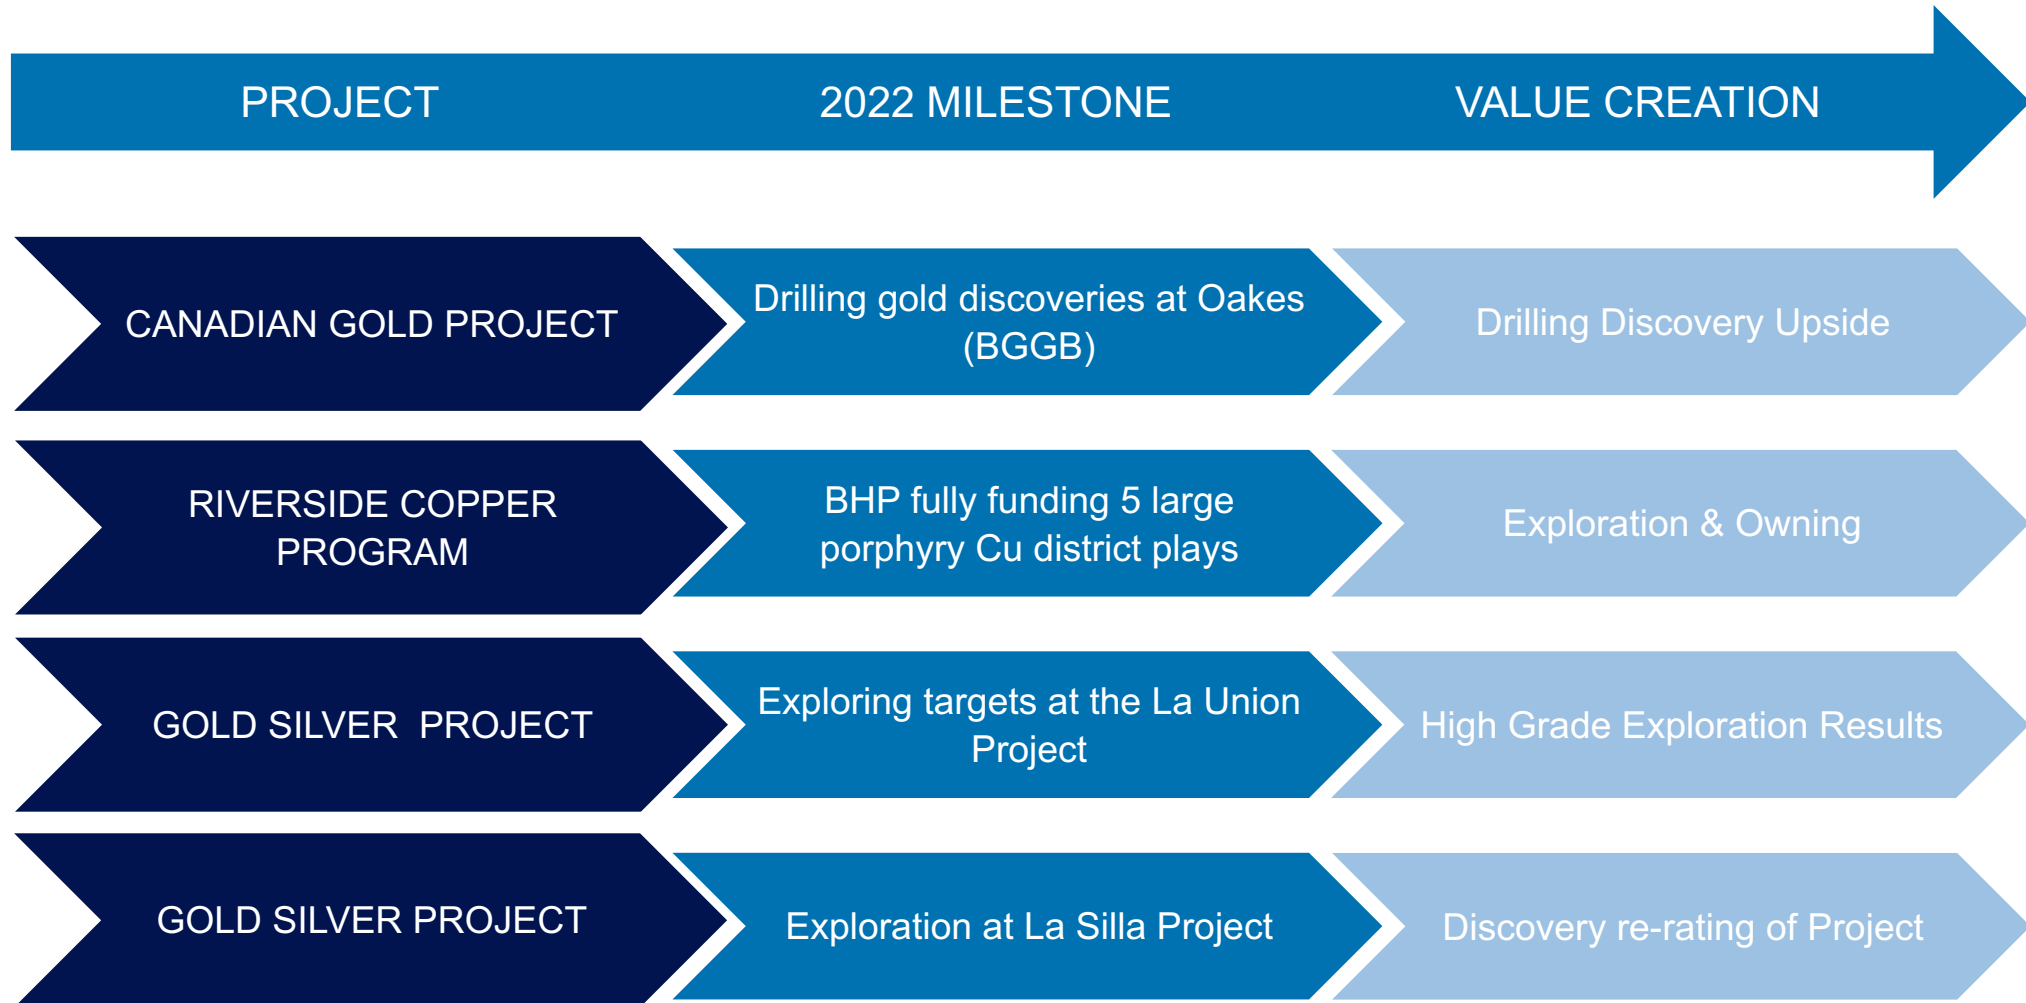 PROJECT
2022 MILESTONE
VALUE CREATION
CANADIAN GOLD PROJECT
Drilling gold discoveries at Oakes
(BGGB)
Drilling Discovery Upside
RIVERSIDE COPPER
PROGRAM
BHP fully funding 5 large
porphyry Cu district plays
Exploration & Owning
GOLD SILVER  PROJECT
Exploring targets at the La Union
Project
High Grade Exploration Results
GOLD SILVER PROJECT
Exploration at La Silla Project
Discovery re-rating of Project